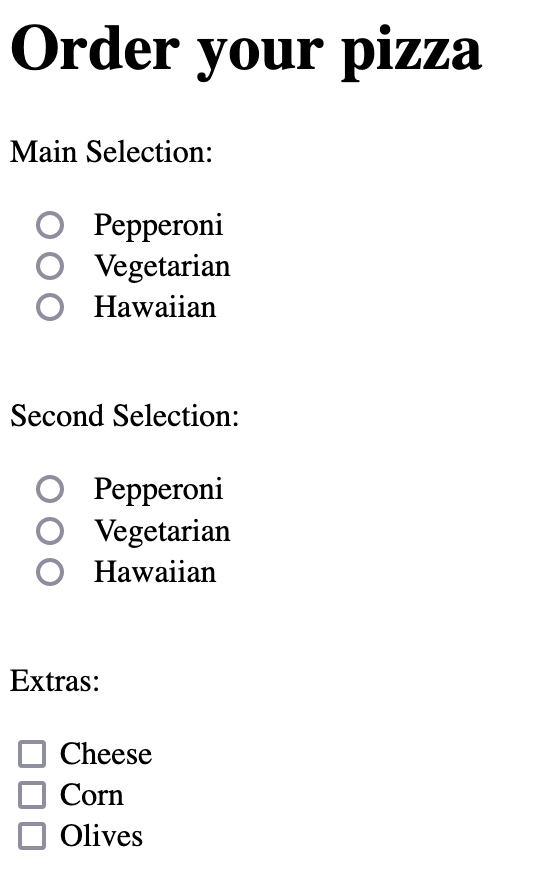 Order your pizza
Main Selection:
Pepperoni
Vegetarian
Hawaiian
Second Selection:
Pepperoni
Vegetarian
Hawaiian
Extras:
Cheese
Corn
Olives